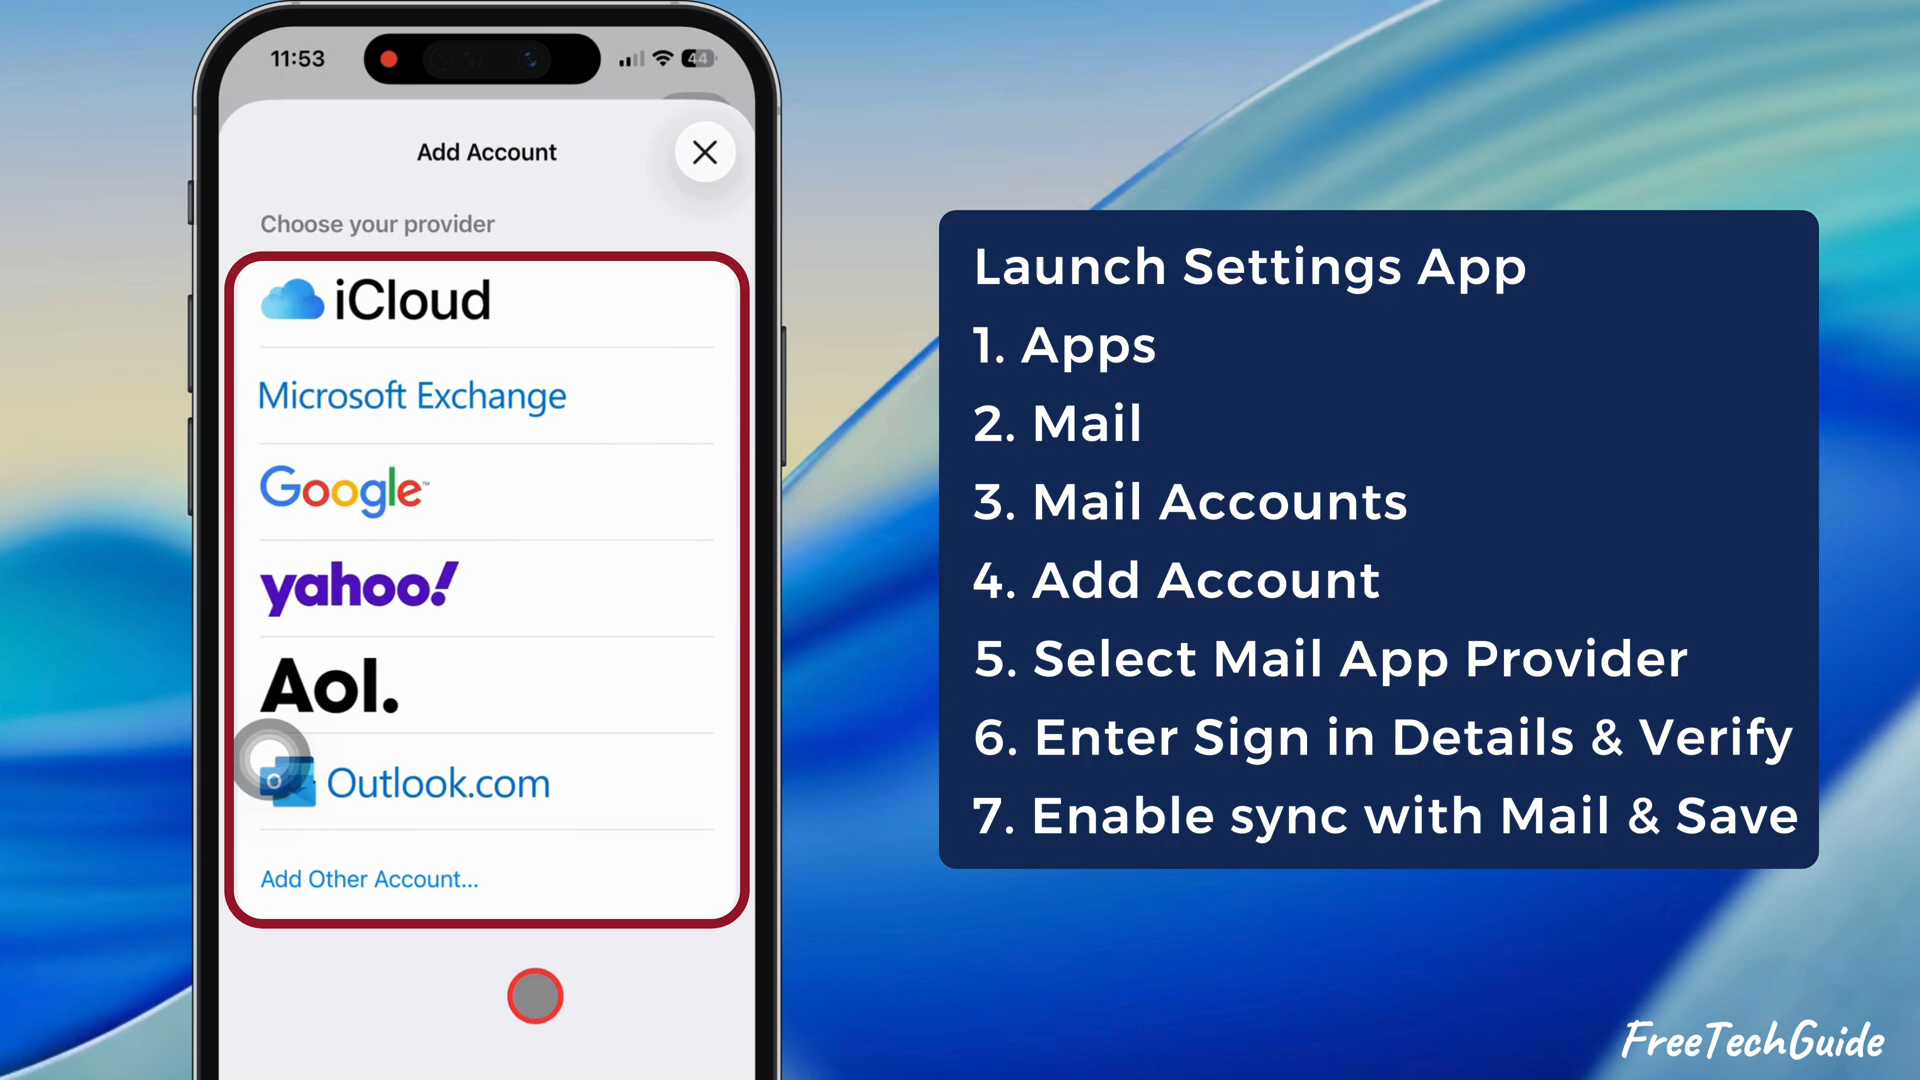 11:53
44
Add Account
Choose your provider
iCloud
Microsoft Exchange
Google™
yahoo!
Aol.
Outlook.com
Add Other Account...
Launch Settings App
1. Apps
2. Mail
3. Mail Accounts
4. Add Account
5. Select Mail App Provider
6. Enter Sign in Details & Verify
7. Enable sync with Mail & Save
FreeTechGuide